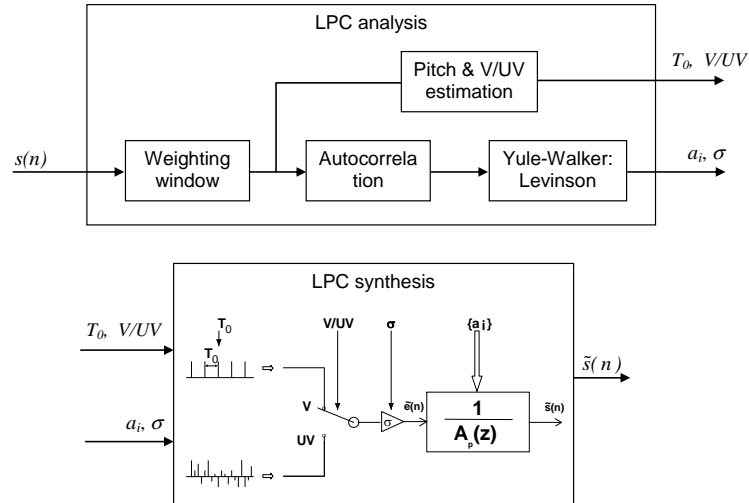 LPC analysis
Pitch & V/UV
estimation
T₀, V/UV
s(n)
Weighting
window
Autocorrela
tion
Yule-Walker:
Levinson
aᵢ, σ
LPC synthesis
T₀, V/UV
T₀
T₀
V/UV
σ
{aᵢ}
s̃(n)
V
σ
ẽ(n)
1
Aₚ(z)
s̃(n)
aᵢ, σ
UV